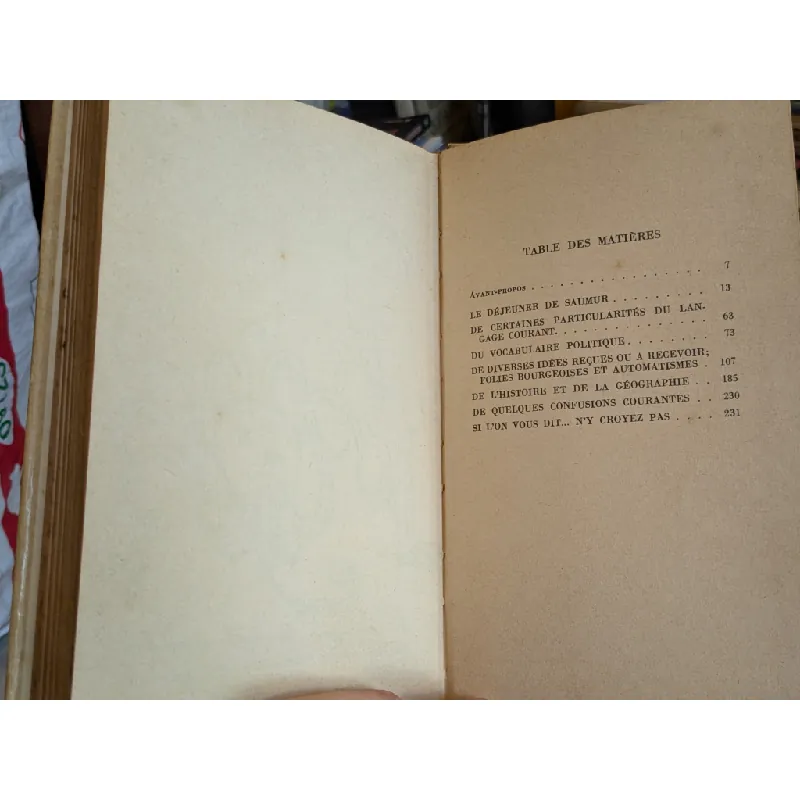 TABLE DES MATIÈRES
AVANT-PROPOS . . . . . . . . . . . . . . . . . 7
LE DÉJEUNER DE SAUMUR . . . . . . . . . 13
DE CERTAINES PARTICULARITÉS DU LAN-
GAGE COURANT. . . . . . . . . . . . . . 63
DU VOCABULAIRE POLITIQUE. . . . . . . . 73
DE DIVERSES IDÉES REÇUES OU A RECEVOIR;
FOLIES BOURGEOISES ET AUTOMATISMES . 107
DE L'HISTOIRE ET DE LA GÉOGRAPHIE . . 185
DE QUELQUES CONFUSIONS COURANTES . . 230
SI L'ON VOUS DIT... N'Y CROYEZ PAS . . . . 231